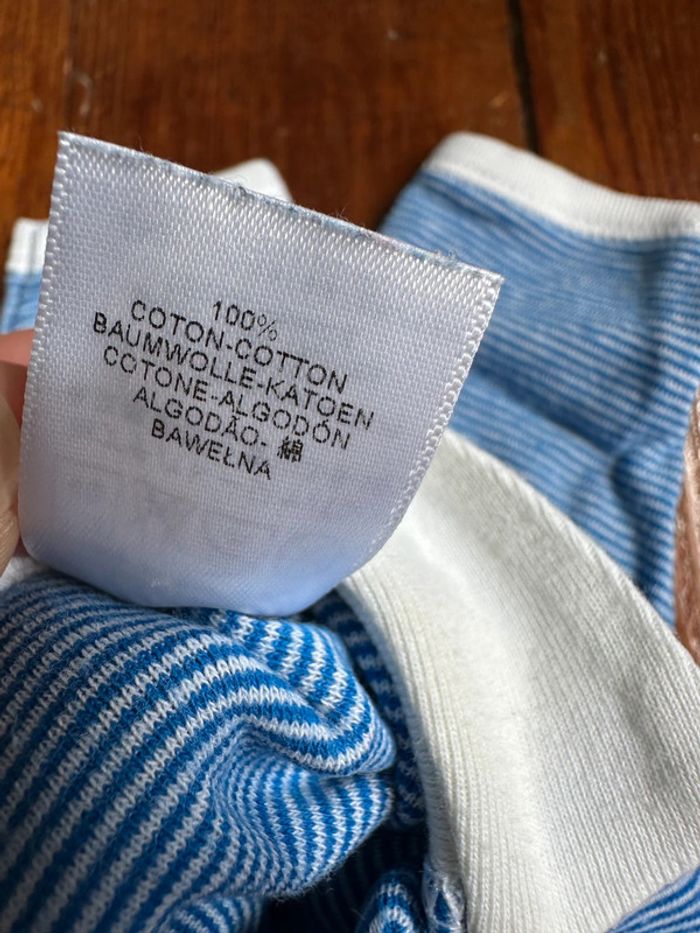 100%
COTON-COTTON
BAUMWOLLE-KATOEN
COTONE-ALGODÓN
ALGODÃO- 綿
BAWEŁNA